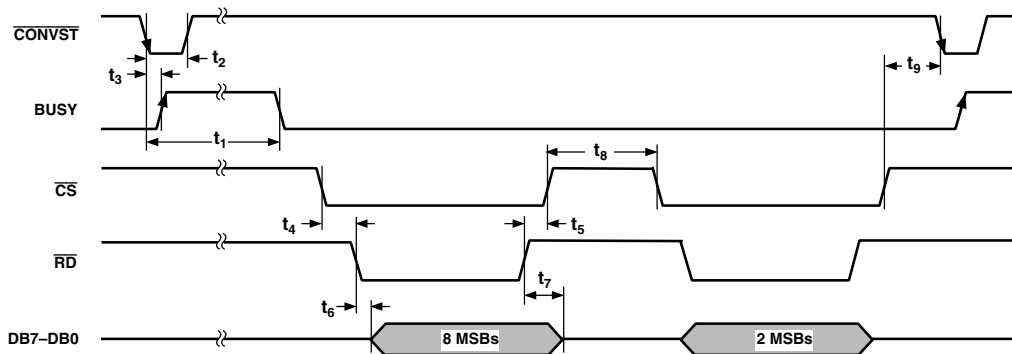 CONVST
t2
t3
t9
BUSY
t1
t8
CS
t4
t5
RD
t7
t6
DB7–DB0
8 MSBs
2 MSBs